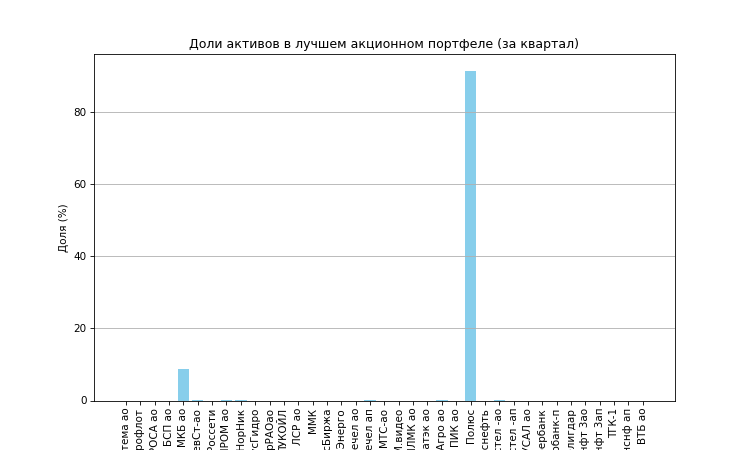 Доли активов в лучшем акционном портфеле (за квартал)
Доля (%)
80
60
40
20
0
тема ао
рофлот
РОСА ао
БСП ао
МКБ ао
евСт-ао
Россети
ПРОМ ао
НорНик
сГидро
рРАОао
ЛУКОЙЛ
ЛСР ао
ММК
сБиржа
Энерго
ечел ао
ечел ап
МТС-ао
М.видео
ЛМК ао
атэк ао
Агро ао
ПИК ао
Полюс
снефть
стел -ао
стел -ап
УСАЛ ао
ербанк
рбанк-п
лигдар
нфт 3ао
нфт 3ап
ТГК-1
нснф ап
ВТБ ао